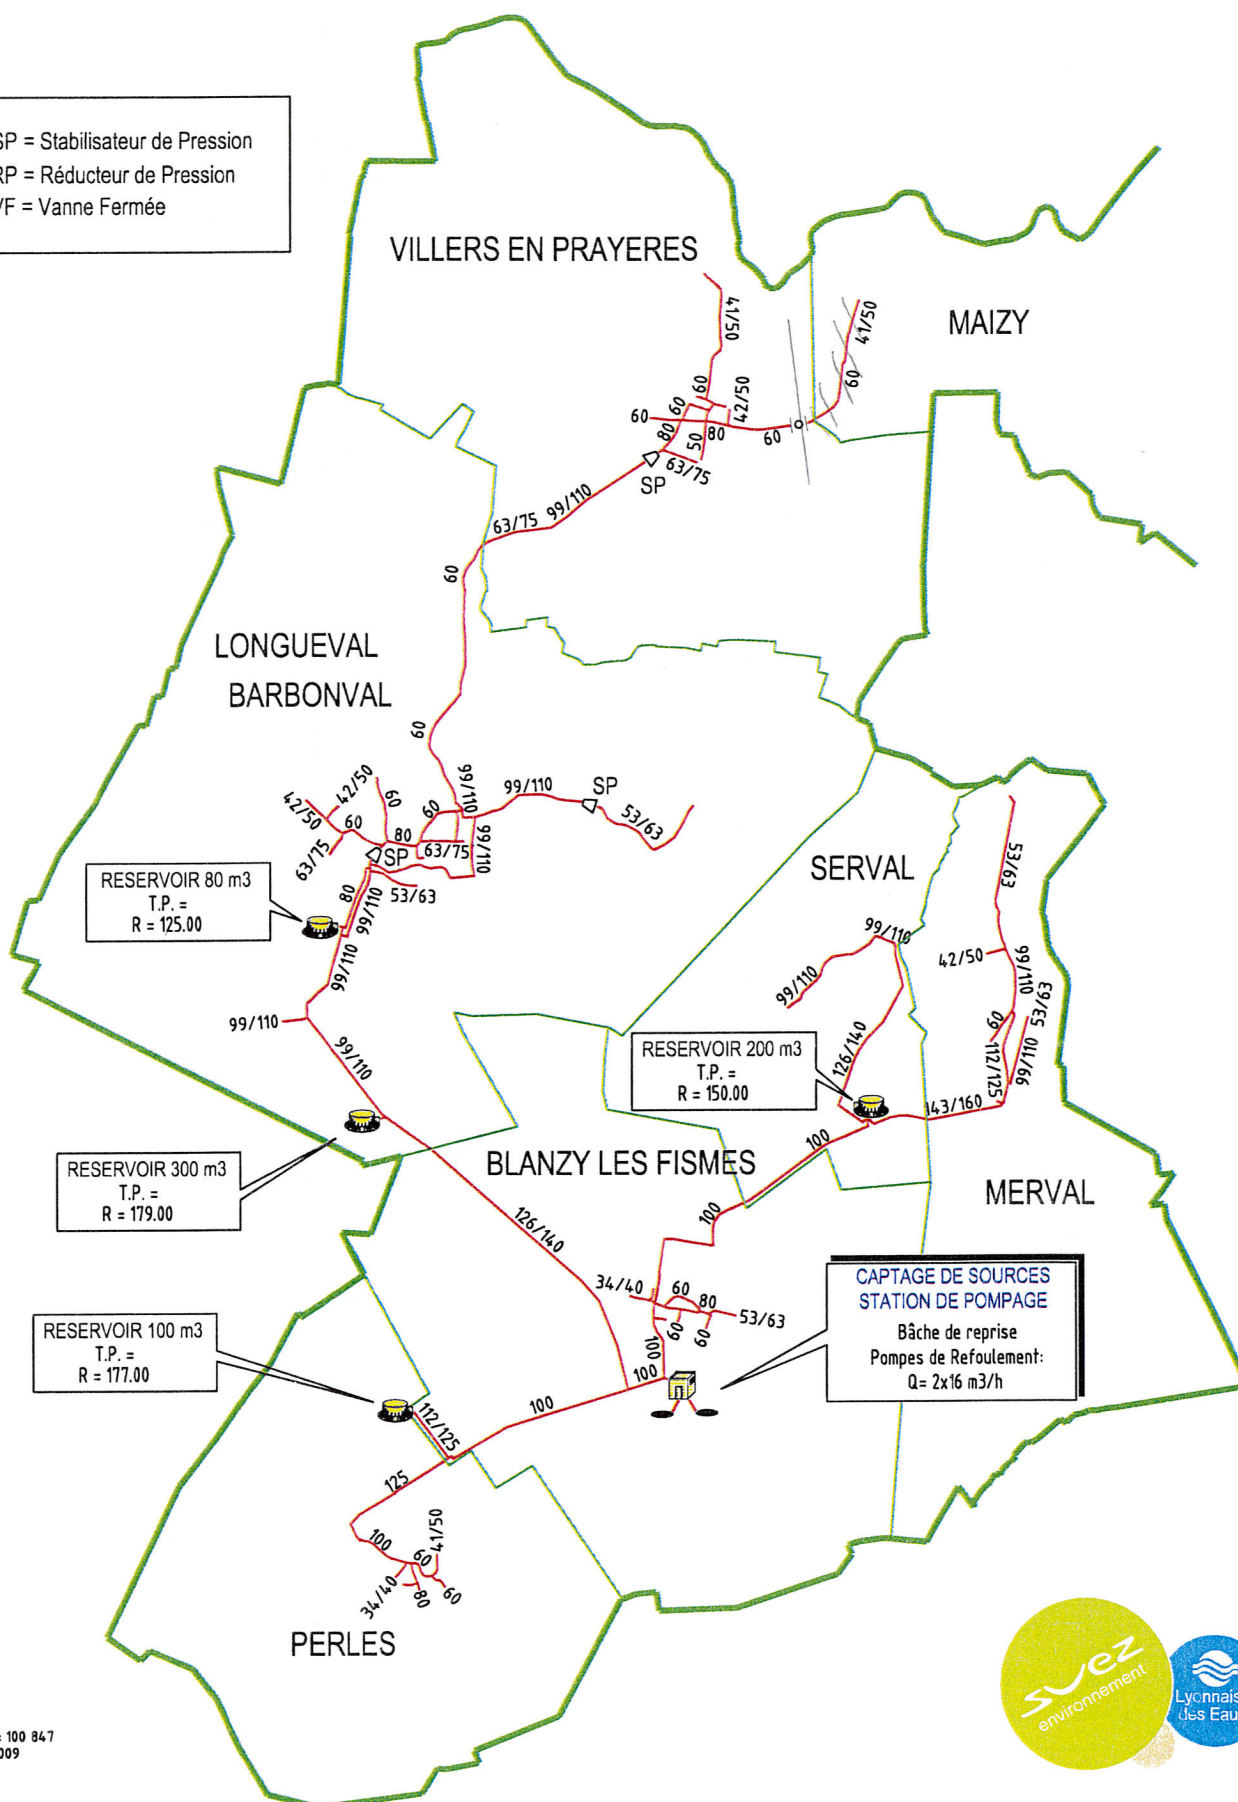 SP = Stabilisateur de Pression
RP = Réducteur de Pression
VF = Vanne Fermée
VILLERS EN PRAYERES
MAIZY
41/50
41/50
60
60
60
42/50
60
80
50
80
60
63/75
SP
99/110
63/75
60
LONGUEVAL
BARBONVAL
60
99/110
99/110
SP
53/63
42/50
42/50
60
60
60
80
63/75
63/75
99/110
SP
53/63
80
99/110
RESERVOIR 80 m3
T.P. =
R = 125.00
99/110
99/110
99/110
SERVAL
53/63
99/110
99/110
42/50
99/110
53/63
60
112/125
99/110
126/140
143/160
RESERVOIR 200 m3
T.P. =
R = 150.00
100
RESERVOIR 300 m3
T.P. =
R = 179.00
BLANZY LES FISMES
MERVAL
126/140
100
34/40
60
80
53/63
60
60
100
100
CAPTAGE DE SOURCES
STATION DE POMPAGE
Bâche de reprise
Pompes de Refoulement:
Q= 2x16 m3/h
RESERVOIR 100 m3
T.P. =
R = 177.00
112/125
100
125
100
60
41/50
34/40
80
60
PERLES
suez
environnement
Lyonnais
des Eau
: 100 847
009